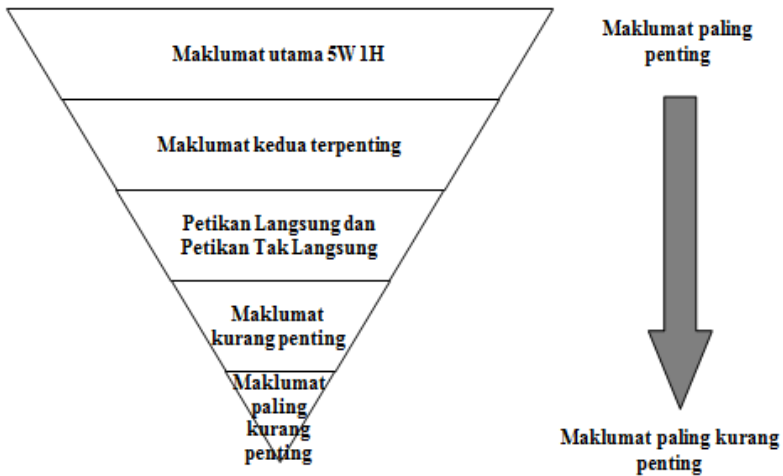 Maklumat utama 5W 1H
Maklumat kedua terpenting
Petikan Langsung dan
Petikan Tak Langsung
Maklumat
kurang penting
Maklumat
paling
kurang
penting
Maklumat paling
penting
Maklumat paling kurang
penting